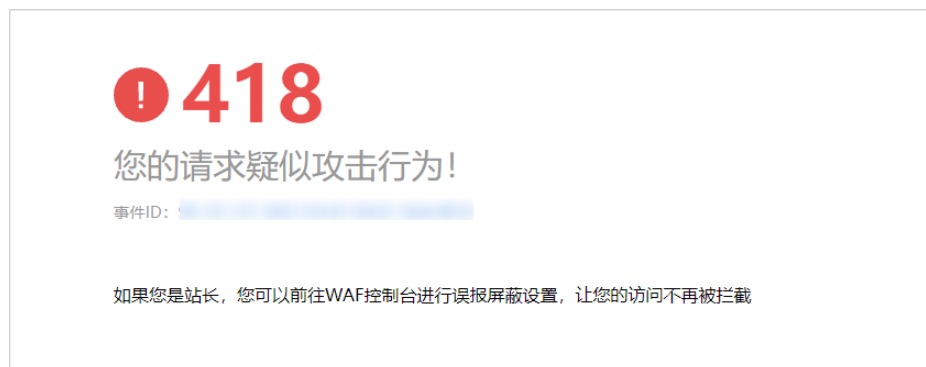 418
您的请求疑似攻击行为！
事件ID：
如果您是站长，您可以前往WAF控制台进行误报屏蔽设置，让您的访问不再被拦截